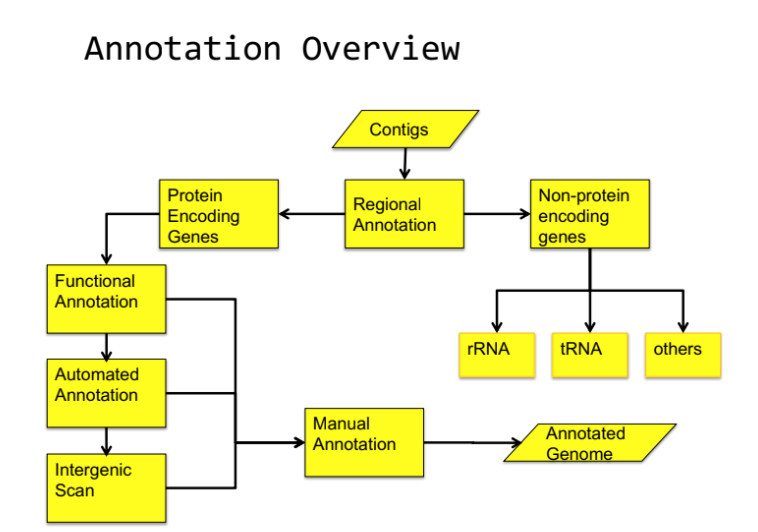 Annotation Overview
Contigs
Protein
Encoding
Genes
Regional
Annotation
Non-protein
encoding
genes
Functional
Annotation
rRNA
tRNA
others
Automated
Annotation
Manual
Annotation
Annotated
Genome
Intergenic
Scan